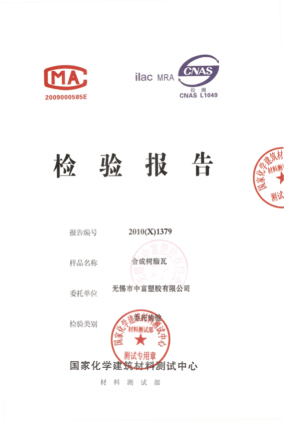 MA
2009000585E
ilac MRA
CNAS
检测
CNAS L1049
检验报告
报告编号 2010(X)1379
样品名称 合成树脂瓦
委托单位 无锡市中富塑胶有限公司
检验类别 委托检验
国家化学建筑材料测试中心
材料测试部
测试专用章
国家化学建筑材料测试中心
材料测试部